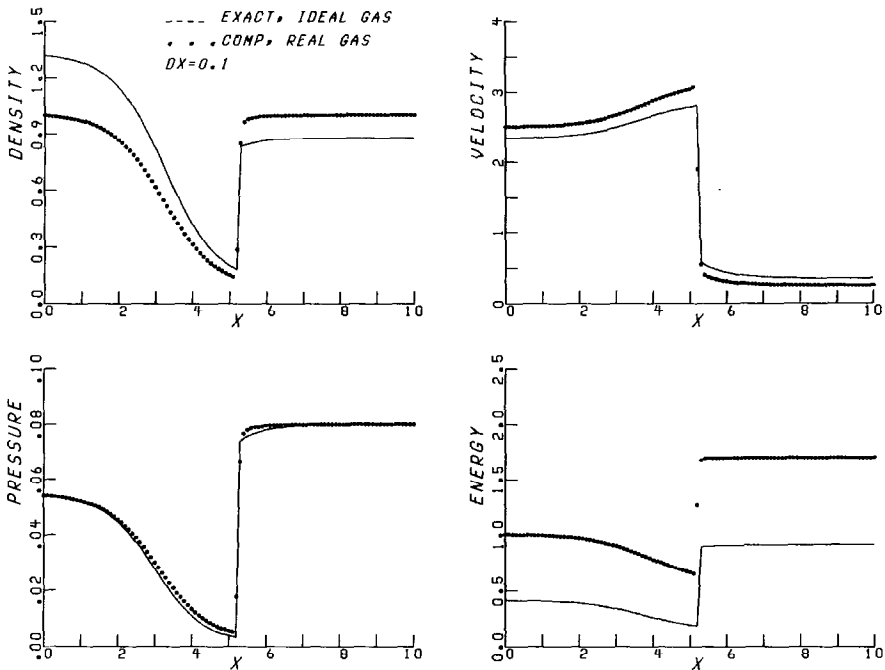 --- EXACT, IDEAL GAS
• • • COMP, REAL GAS
DX=0.1
DENSITY
0.0 0.3 0.6 0.9 1.2 1.5
0 2 4 6 8 10
X
VELOCITY
0 1 2 3 4
0 2 4 6 8 10
X
PRESSURE
.00 .02 .04 .06 .08 .10
0 2 4 6 8 10
X
ENERGY
0.0 0.5 1.0 1.5 2.0 2.5
0 2 4 6 8 10
X